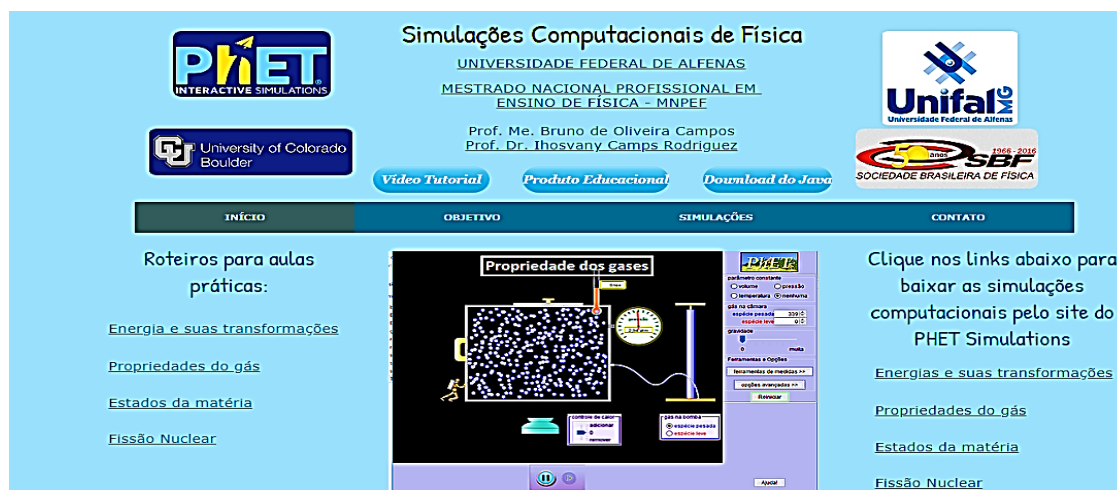 PhET
INTERACTIVE SIMULATIONS
University of Colorado
Boulder
Simulações Computacionais de Física
UNIVERSIDADE FEDERAL DE ALFENAS
MESTRADO NACIONAL PROFISSIONAL EM
ENSINO DE FÍSICA - MNPEF
Prof. Me. Bruno de Oliveira Campos
Prof. Dr. Ihosvany Camps Rodriguez
Unifal MG
Universidade Federal de Alfenas
50 anos SBF 1966 - 2016
SOCIEDADE BRASILEIRA DE FÍSICA
Vídeo Tutorial Produto Educacional Download do Java
INÍCIO OBJETIVO SIMULAÇÕES CONTATO
Roteiros para aulas
práticas:
Energia e suas transformações
Propriedades do gás
Estados da matéria
Fissão Nuclear
Propriedade dos gases
pressão
controle de calor
adicionar
0
remover
gás na bomba
espécie pesada
espécie leve
PhET
parâmetro constante
volume pressão
temperatura nenhuma
gás na câmara
espécie pesada 339
espécie leve 0
gravidade
0 muita
Ferramentas e Opções
ferramentas de medidas >>
opções avançadas >>
Reiniciar
Ajuda!
Clique nos links abaixo para
baixar as simulações
computacionais pelo site do
PHET Simulations
Energias e suas transformações
Propriedades do gás
Estados da matéria
Fissão Nuclear